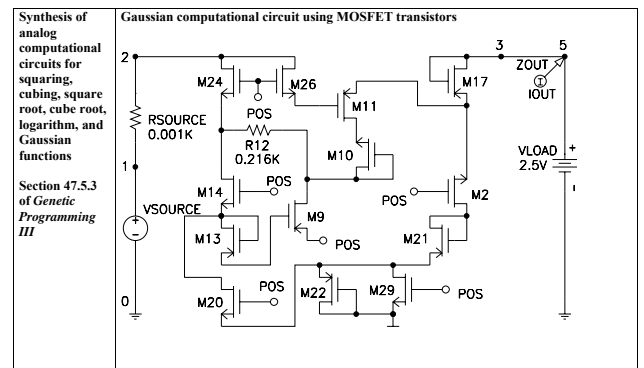 Synthesis of
analog
computational
circuits for
squaring,
cubing, square
root, cube root,
logarithm, and
Gaussian
functions
Section 47.5.3
of Genetic
Programming
III
Gaussian computational circuit using MOSFET transistors
2
3
5
M24
M26
M17
ZOUT
IOUT
POS
M11
RSOURCE
0.001K
R12
0.216K
M10
VLOAD
2.5V
+
1
M14
POS
POS
M2
VSOURCE
+
-
M9
M13
POS
M21
M20
POS
M22
M29
POS
0